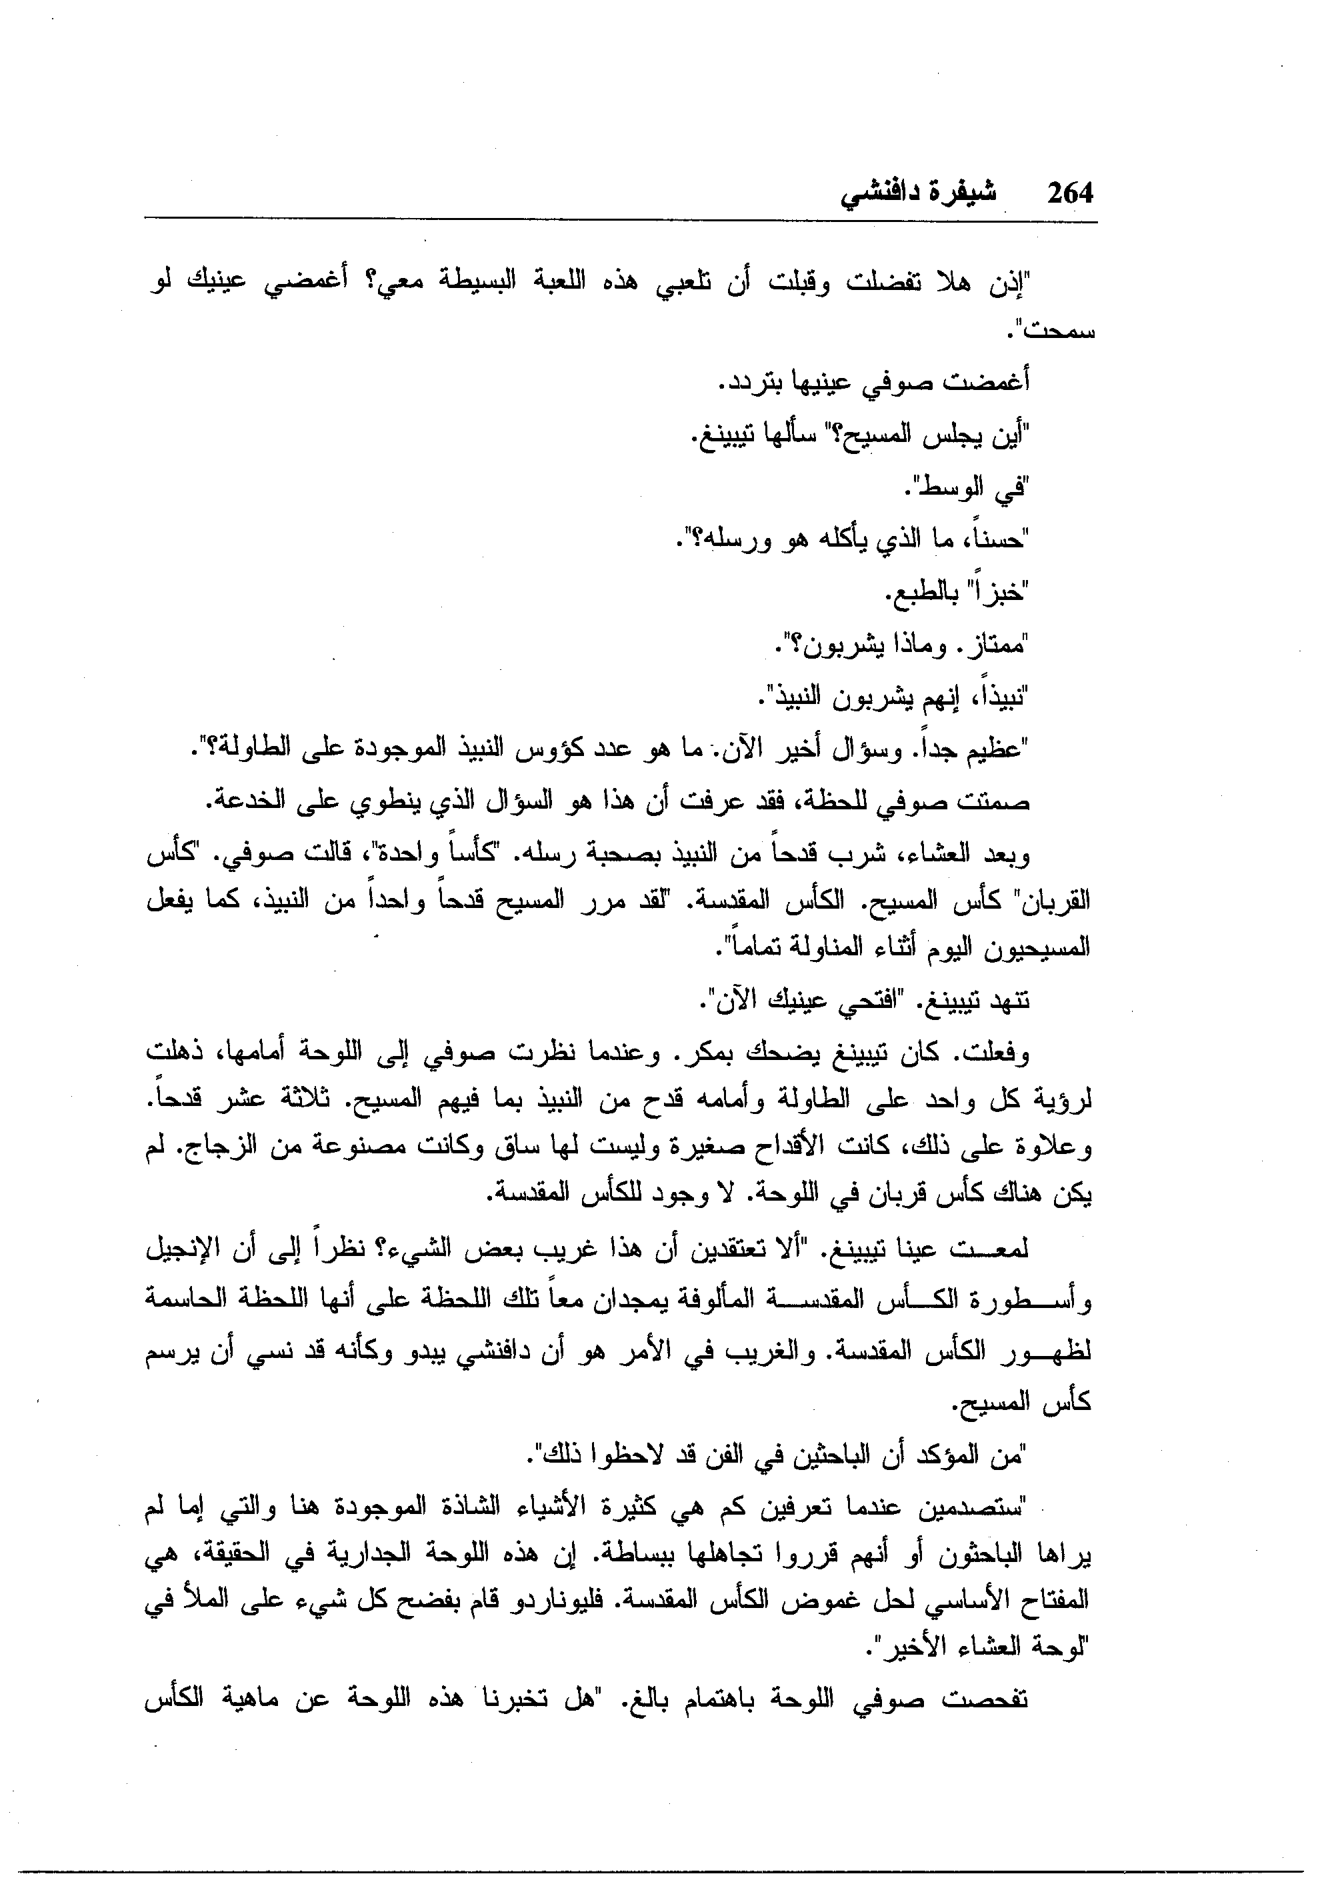 264 شيفرة دافنشي
"إذن هلا تفضلت وقبلت أن تلعبي هذه اللعبة البسيطة معي؟ أغمضي عينيك لو
سمحت".
أغمضت صوفي عينيها بتردد.
"أين يجلس المسيح؟" سألها تيبينغ.
"في الوسط".
"حسناً، ما الذي يأكله هو ورسله؟".
"خبزاً" بالطبع.
"ممتاز. وماذا يشربون؟".
"نبيذاً، إنهم يشربون النبيذ".
"عظيم جداً. وسؤال أخير الآن: ما هو عدد كؤوس النبيذ الموجودة على الطاولة؟".
صمتت صوفي للحظة، فقد عرفت أن هذا هو السؤال الذي ينطوي على الخدعة.
وبعد العشاء، شرب قدحاً من النبيذ بصحبة رسله. "كأساً واحدة"، قالت صوفي. "كأس
القربان" كأس المسيح. الكأس المقدسة. "لقد مرر المسيح قدحاً واحداً من النبيذ، كما يفعل
المسيحيون اليوم أثناء المناولة تماماً".
تنهد تيبينغ. "افتحي عينيك الآن".
وفعلت. كان تيبينغ يضحك بمكر. وعندما نظرت صوفي إلى اللوحة أمامها، ذهلت
لرؤية كل واحد على الطاولة وأمامه قدح من النبيذ بما فيهم المسيح. ثلاثة عشر قدحاً.
وعلاوة على ذلك، كانت الأقداح صغيرة وليست لها ساق وكانت مصنوعة من الزجاج. لم
يكن هناك كأس قربان في اللوحة. لا وجود للكأس المقدسة.
لمعـت عينا تيبينغ. "ألا تعتقدين أن هذا غريب بعض الشيء؟ نظراً إلى أن الإنجيل
وأسـطورة الكـأس المقدسـة المألوفة يمجدان معاً تلك اللحظة على أنها اللحظة الحاسمة
لظهـور الكأس المقدسة. والغريب في الأمر هو أن دافنشي يبدو وكأنه قد نسي أن يرسم
كأس المسيح.
"من المؤكد أن الباحثين في الفن قد لاحظوا ذلك".
"ستصدمين عندما تعرفين كم هي كثيرة الأشياء الشاذة الموجودة هنا والتي إما لم
يراها الباحثون أو أنهم قرروا تجاهلها ببساطة. إن هذه اللوحة الجدارية في الحقيقة، هي
المفتاح الأساسي لحل غموض الكأس المقدسة. فليوناردو قام بفضح كل شيء على الملأ في
"لوحة العشاء الأخير".
تفحصت صوفي اللوحة باهتمام بالغ. "هل تخبرنا هذه اللوحة عن ماهية الكأس